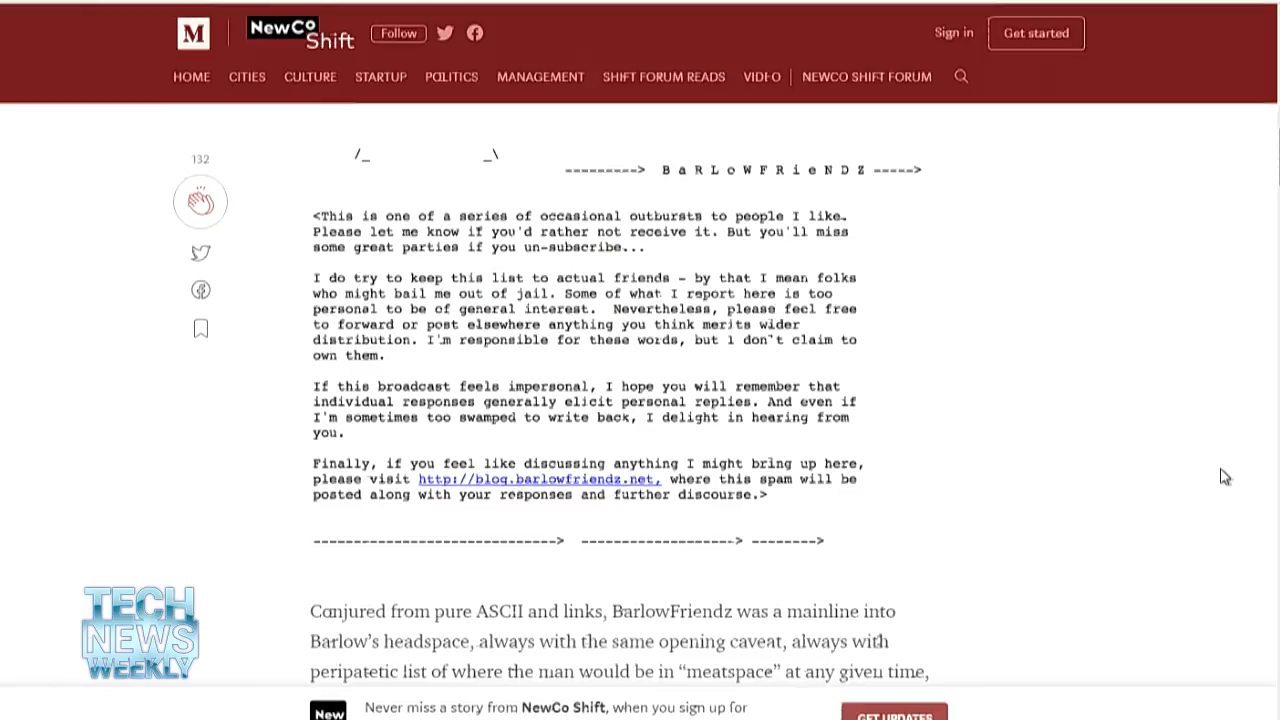 M NewCo Shift Follow Sign in Get started
HOME CITIES CULTURE STARTUP POLITICS MANAGEMENT SHIFT FORUM READS VIDEO NEWCO SHIFT FORUM
132
/_ _\
---------> B a R L o W F R i e N D Z ----->
<This is one of a series of occasional outbursts to people I like.
Please let me know if you'd rather not receive it. But you'll miss
some great parties if you un-subscribe...
I do try to keep this list to actual friends - by that I mean folks
who might bail me out of jail. Some of what I report here is too
personal to be of general interest. Nevertheless, please feel free
to forward or post elsewhere anything you think merits wider
distribution. I'm responsible for these words, but I don't claim to
own them.
If this broadcast feels impersonal, I hope you will remember that
individual responses generally elicit personal replies. And even if
I'm sometimes too swamped to write back, I delight in hearing from
you.
Finally, if you feel like discussing anything I might bring up here,
please visit http://blog.barlowfriendz.net, where this spam will be
posted along with your responses and further discourse.>
-----------------------------> -------------------> -------->
Conjured from pure ASCII and links, BarlowFriendz was a mainline into
Barlow's headspace, always with the same opening caveat, always with
peripatetic list of where the man would be in "meatspace" at any given time,
TECH
NEWS
WEEKLY
New Never miss a story from NewCo Shift, when you sign up for
GET UPDATES